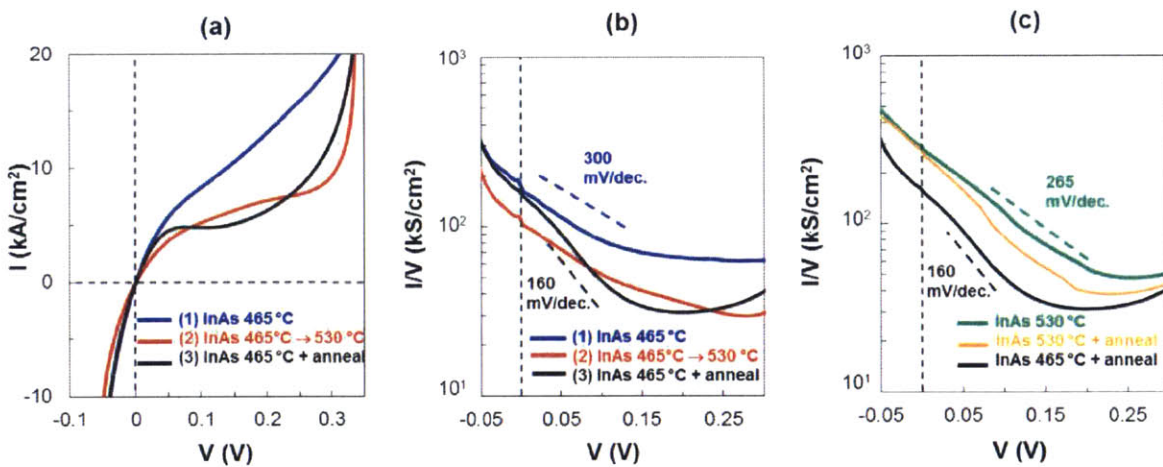 (a)
20
10
0
-10
-0.1
0
0.1
0.2
0.3
I (kA/cm²)
V (V)
(1) InAs 465 °C
(2) InAs 465°C → 530 °C
(3) InAs 465 °C + anneal
(b)
10³
10²
10¹
-0.05
0.05
0.15
0.25
I/V (kS/cm²)
V (V)
300
mV/dec.
160
mV/dec.
(1) InAs 465 °C
(2) InAs 465°C → 530 °C
(3) InAs 465 °C + anneal
(c)
10³
10²
10¹
-0.05
0.05
0.15
0.25
I/V (kS/cm²)
V (V)
265
mV/dec.
160
mV/dec.
InAs 530 °C
InAs 530 °C + anneal
InAs 465 °C + anneal